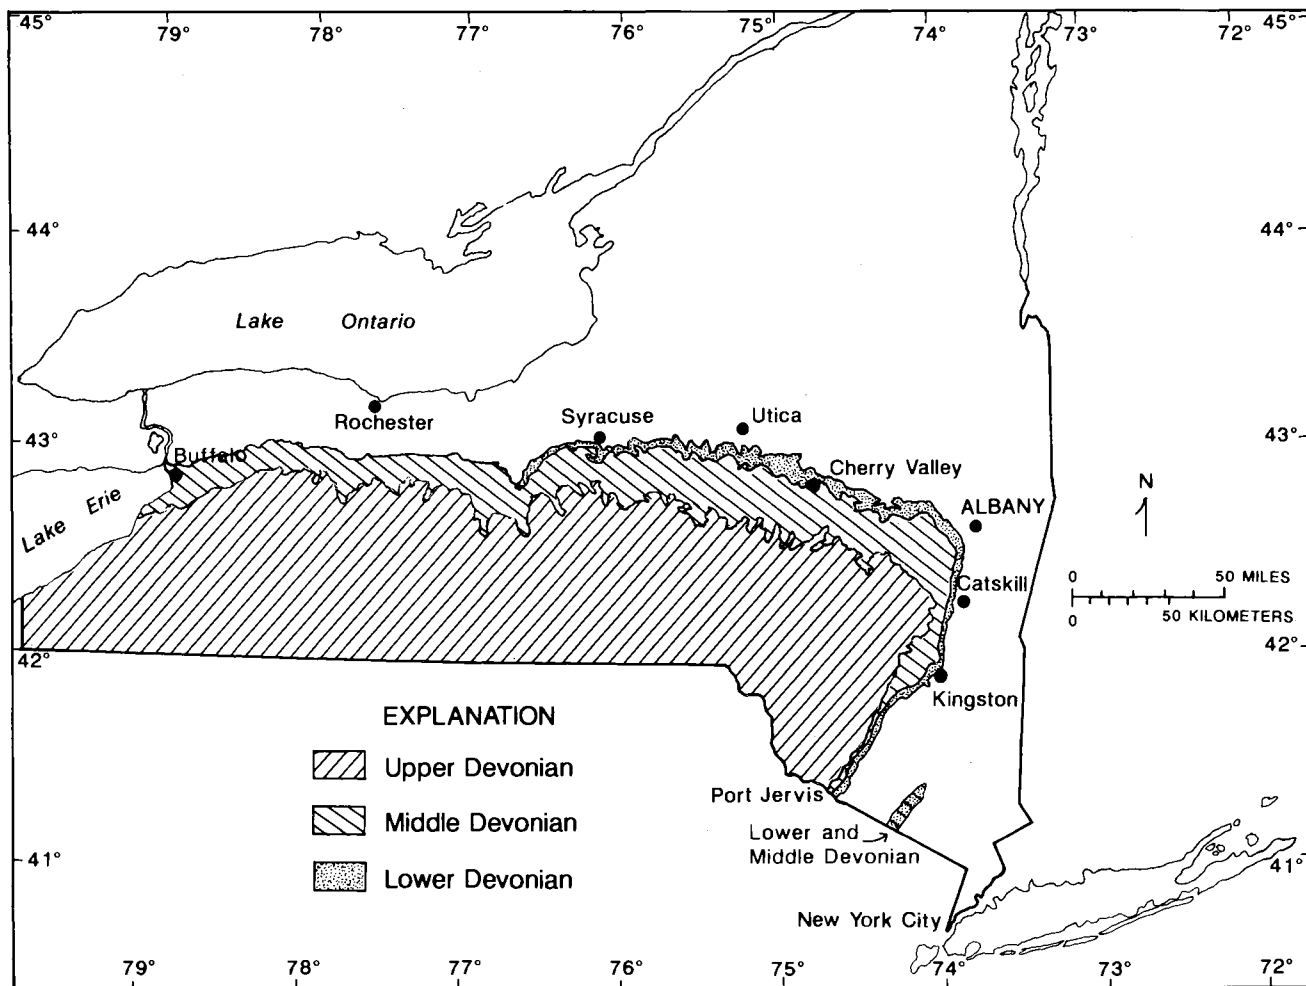 45°
79°
78°
77°
76°
75°
74°
73°
72°
45°
44°
44°
Lake Ontario
Rochester
Syracuse
Utica
43°
43°
Buffalo
Cherry Valley
Lake Erie
ALBANY
N
Catskill
0 50 MILES
0 50 KILOMETERS
42°
42°
Kingston
EXPLANATION
Upper Devonian
Middle Devonian
Lower Devonian
Port Jervis
Lower and
Middle Devonian
41°
41°
New York City
79°
78°
77°
76°
75°
74°
73°
72°